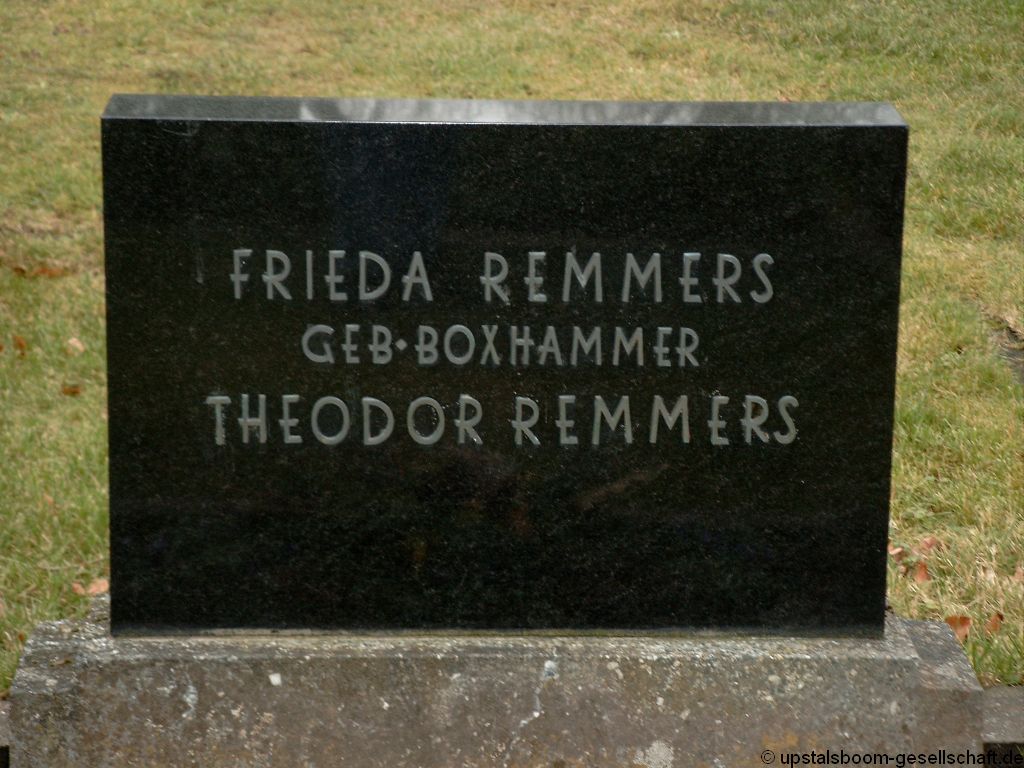 FRIEDA REMMERS
GEB·BOXHAMMER
THEODOR REMMERS
© upstalsboom-gesellschaft.de